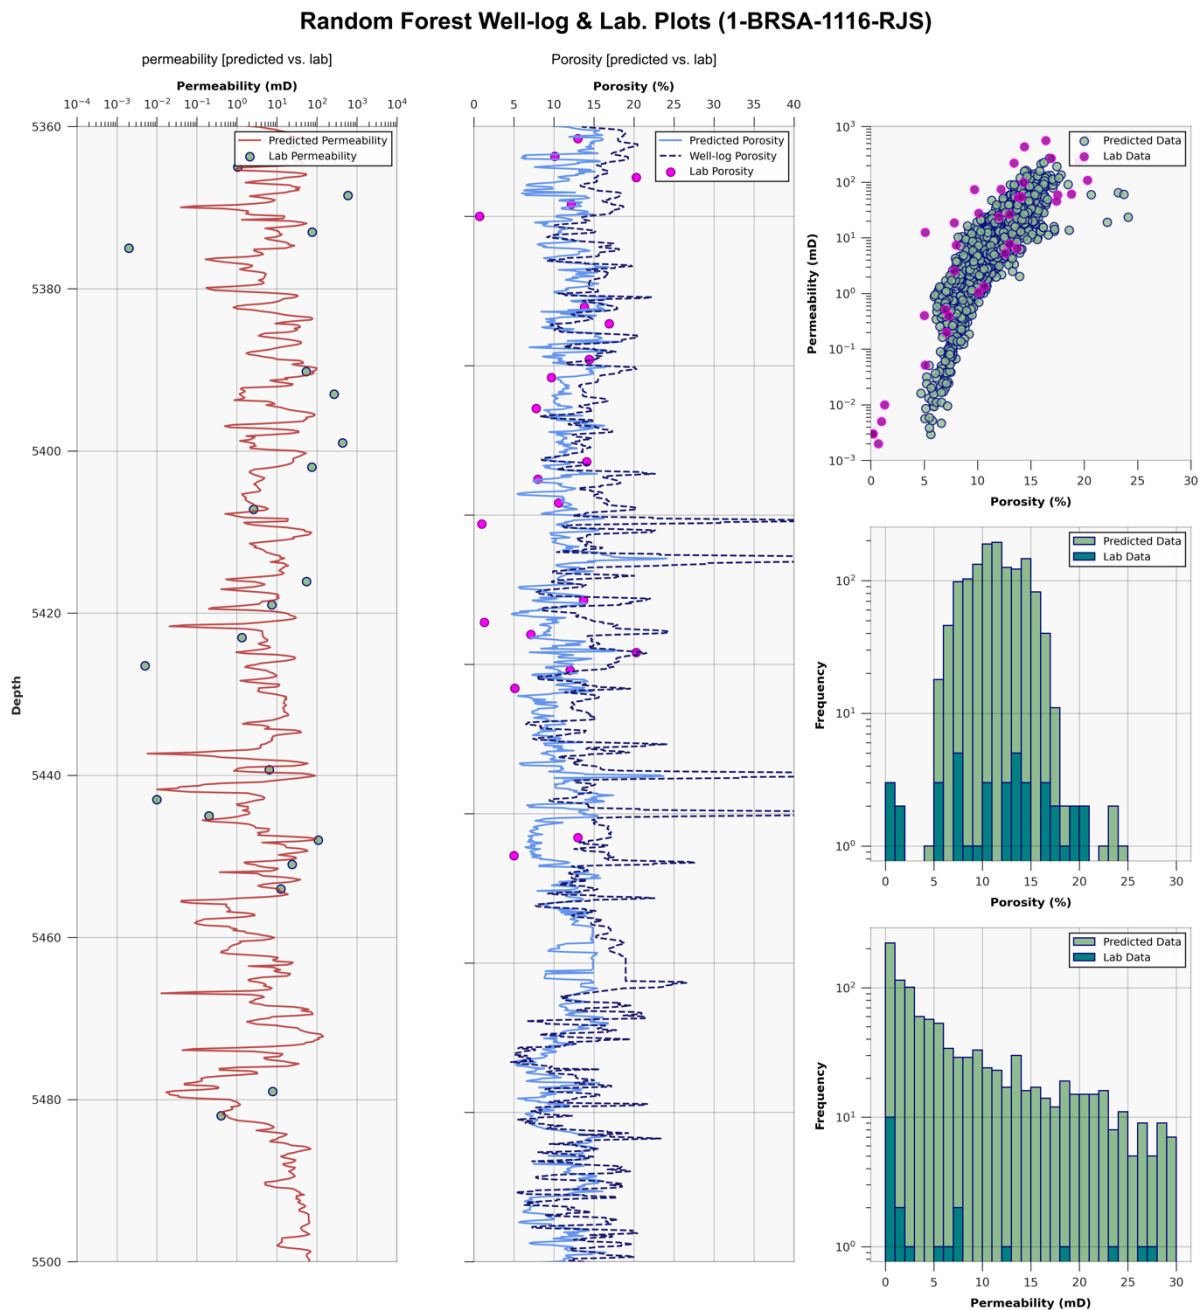 Random Forest Well-log & Lab. Plots (1-BRSA-1116-RJS)
permeability [predicted vs. lab]
Permeability (mD)
10⁻⁴ 10⁻³ 10⁻² 10⁻¹ 10⁰ 10¹ 10² 10³ 10⁴
Predicted Permeability
Lab Permeability
Depth
5360
5380
5400
5420
5440
5460
5480
5500
Porosity [predicted vs. lab]
Porosity (%)
0 5 10 15 20 25 30 35 40
Predicted Porosity
Well-log Porosity
Lab Porosity
Permeability (mD)
10³
10²
10¹
10⁰
10⁻¹
10⁻²
10⁻³
Predicted Data
Lab Data
0 5 10 15 20 25 30
Porosity (%)
Frequency
10²
10¹
10⁰
Predicted Data
Lab Data
0 5 10 15 20 25 30
Porosity (%)
Frequency
10²
10¹
10⁰
Predicted Data
Lab Data
0 5 10 15 20 25 30
Permeability (mD)